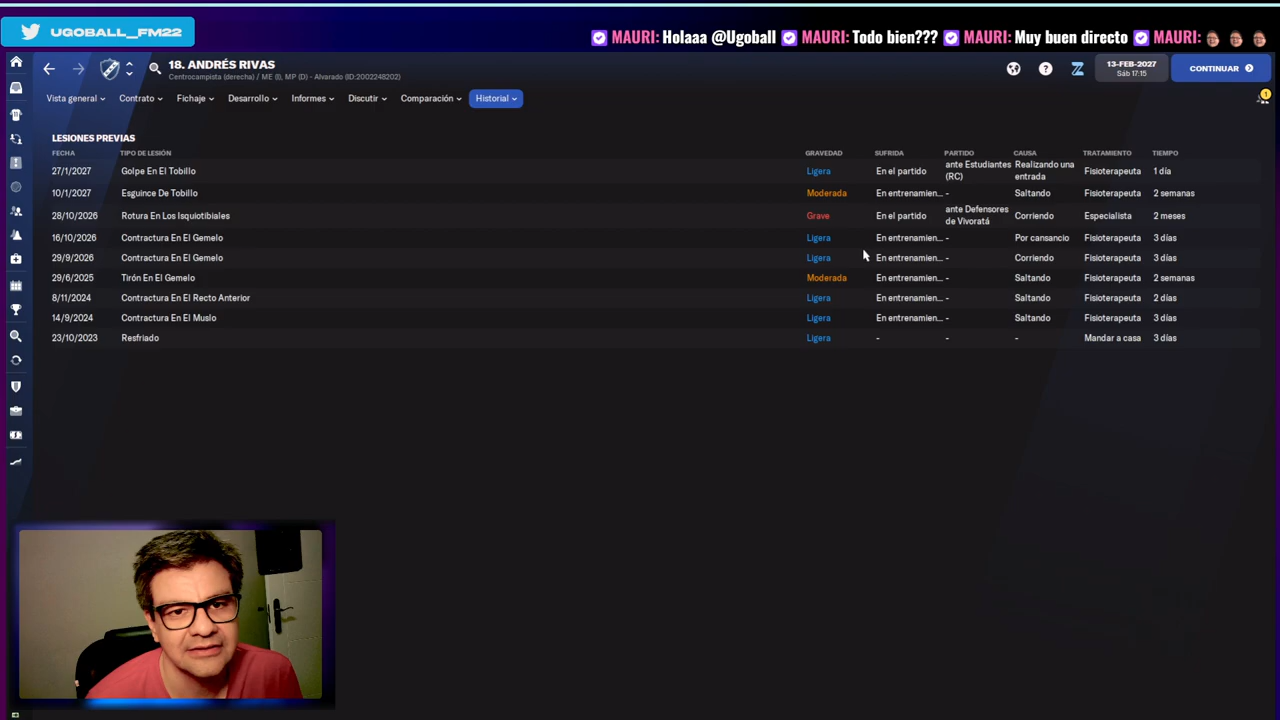 UGOBALL_FM22
MAURI: Holaaa @Ugoball MAURI: Todo bien??? MAURI: Muy buen directo MAURI:
18. ANDRÉS RIVAS
Centrocampista (derecha) / ME (I), MP (D) - Alvarado (ID:2002248202)
13-FEB-2027
Sáb 17:15
CONTINUAR
Vista general Contrato Fichaje Desarrollo Informes Discutir Comparación Historial
1
LESIONES PREVIAS
FECHA TIPO DE LESIÓN GRAVEDAD SUFRIDA PARTIDO CAUSA TRATAMIENTO TIEMPO
27/1/2027 Golpe En El Tobillo Ligera En el partido ante Estudiantes (RC) Realizando una entrada Fisioterapeuta 1 día
10/1/2027 Esguince De Tobillo Moderada En entrenamien... - Saltando Fisioterapeuta 2 semanas
28/10/2026 Rotura En Los Isquiotibiales Grave En el partido ante Defensores de Vivoratá Corriendo Especialista 2 meses
16/10/2026 Contractura En El Gemelo Ligera En entrenamien... - Por cansancio Fisioterapeuta 3 días
29/9/2026 Contractura En El Gemelo Ligera En entrenamien... - Corriendo Fisioterapeuta 3 días
29/6/2025 Tirón En El Gemelo Moderada En entrenamien... - Saltando Fisioterapeuta 2 semanas
8/11/2024 Contractura En El Recto Anterior Ligera En entrenamien... - Saltando Fisioterapeuta 2 días
14/9/2024 Contractura En El Muslo Ligera En entrenamien... - Saltando Fisioterapeuta 3 días
23/10/2023 Resfriado Ligera - - - Mandar a casa 3 días